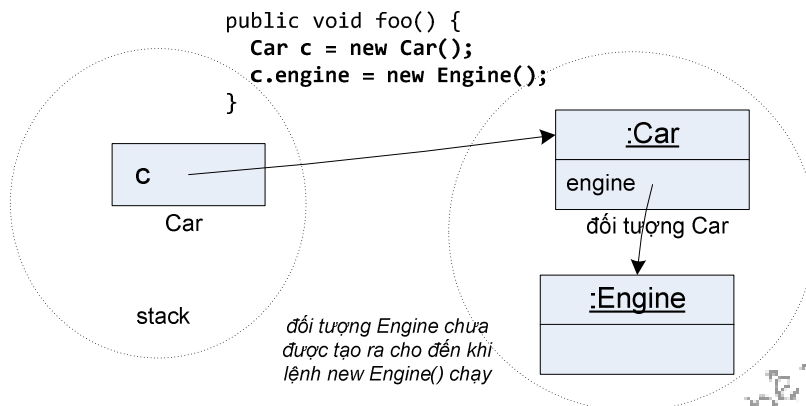 public void foo() {
Car c = new Car();
c.engine = new Engine();
}
c
Car
stack
:Car
engine
đối tượng Car
:Engine
đối tượng Engine chưa
được tạo ra cho đến khi
lệnh new Engine() chạy